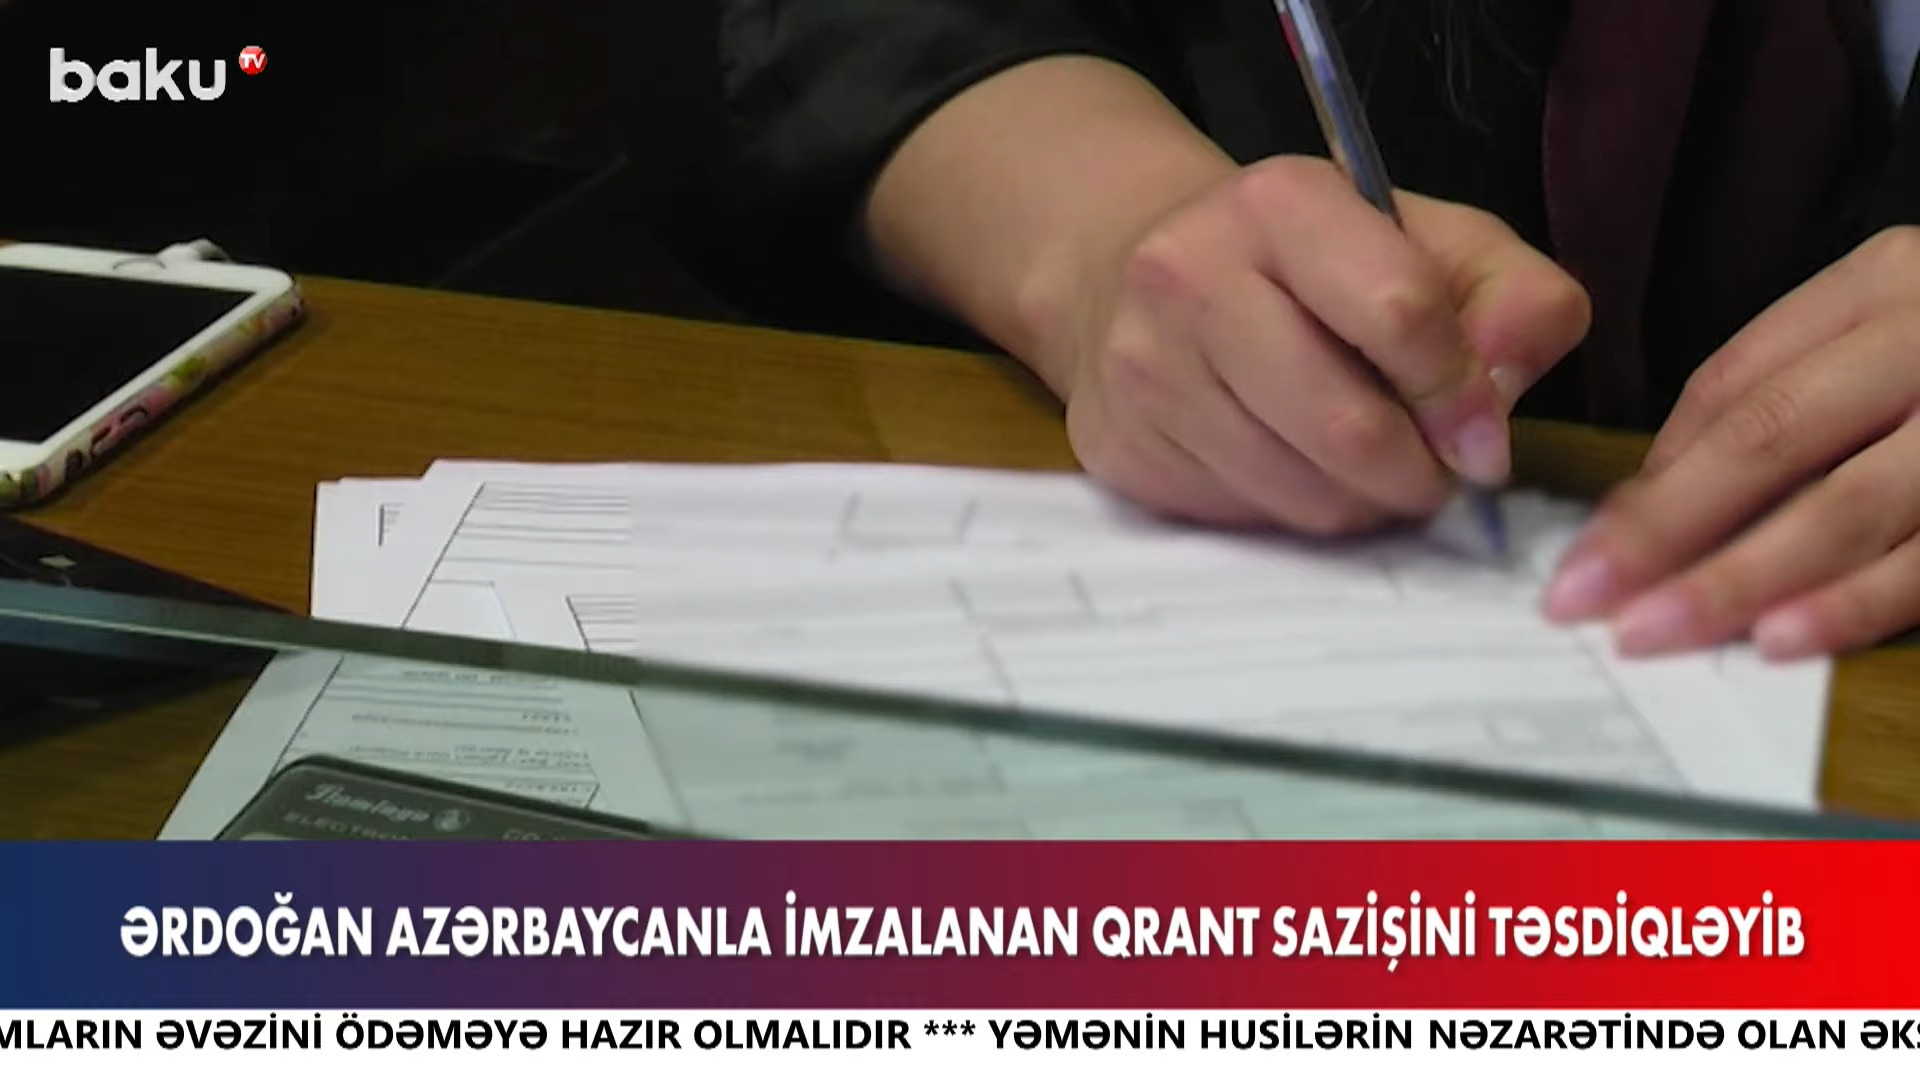 baku TV
Flamingo
ƏRDOĞAN AZƏRBAYCANLA İMZALANAN QRANT SAZİŞİNİ TƏSDİQLƏYİB
MLARIN ƏVƏZİNİ ÖDƏMƏYƏ HAZIR OLMALIDIR *** YƏMƏNİN HUSİLƏRİN NƏZARƏTİNDƏ OLAN ƏKS